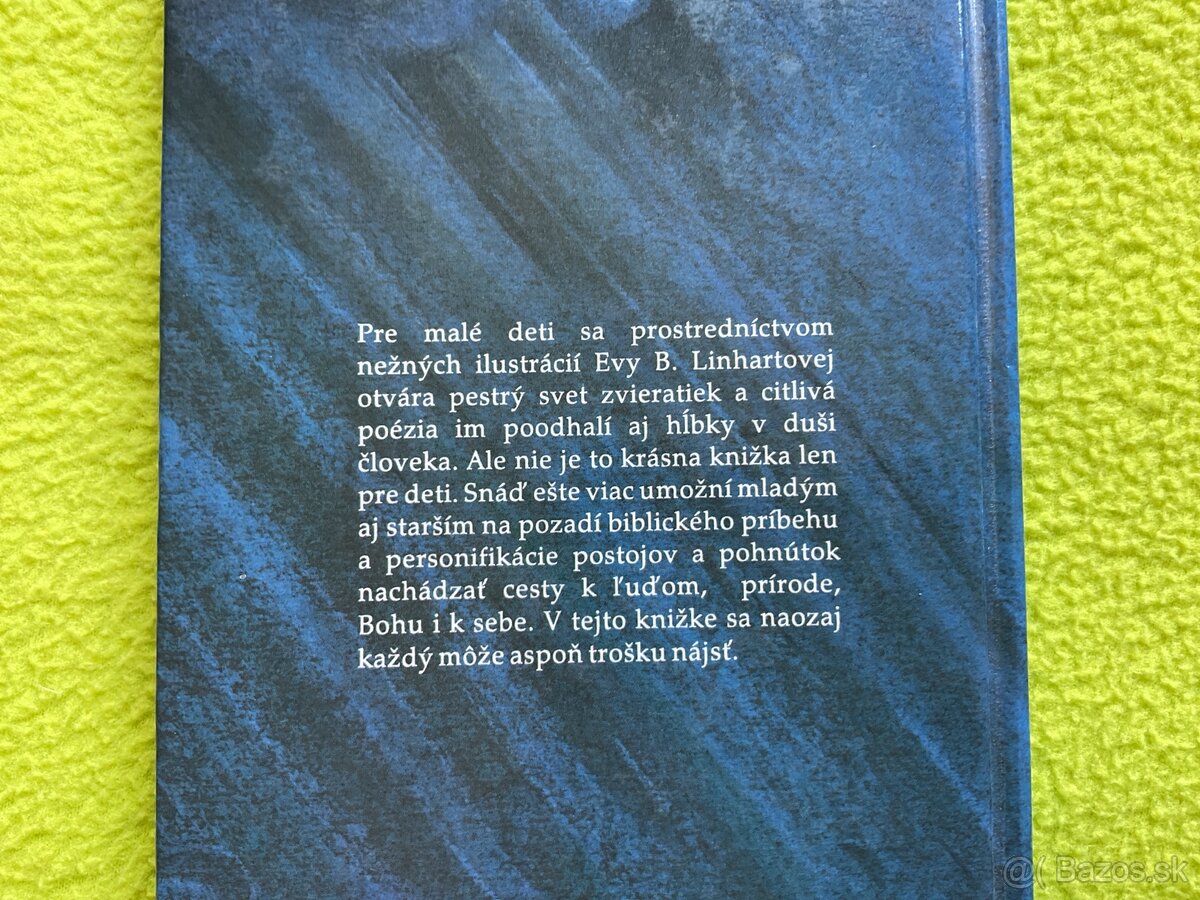 Pre malé deti sa prostredníctvom
nežných ilustrácií Evy B. Linhartovej
otvára pestrý svet zvieratiek a citlivá
poézia im poodhalí aj hĺbky v duši
človeka. Ale nie je to krásna knižka len
pre deti. Snáď ešte viac umožní mladým
aj starším na pozadí biblického príbehu
a personifikácie postojov a pohnútok
nachádzať cesty k ľuďom, prírode,
Bohu i k sebe. V tejto knižke sa naozaj
každý môže aspoň trošku nájsť.
@( Bazos.sk